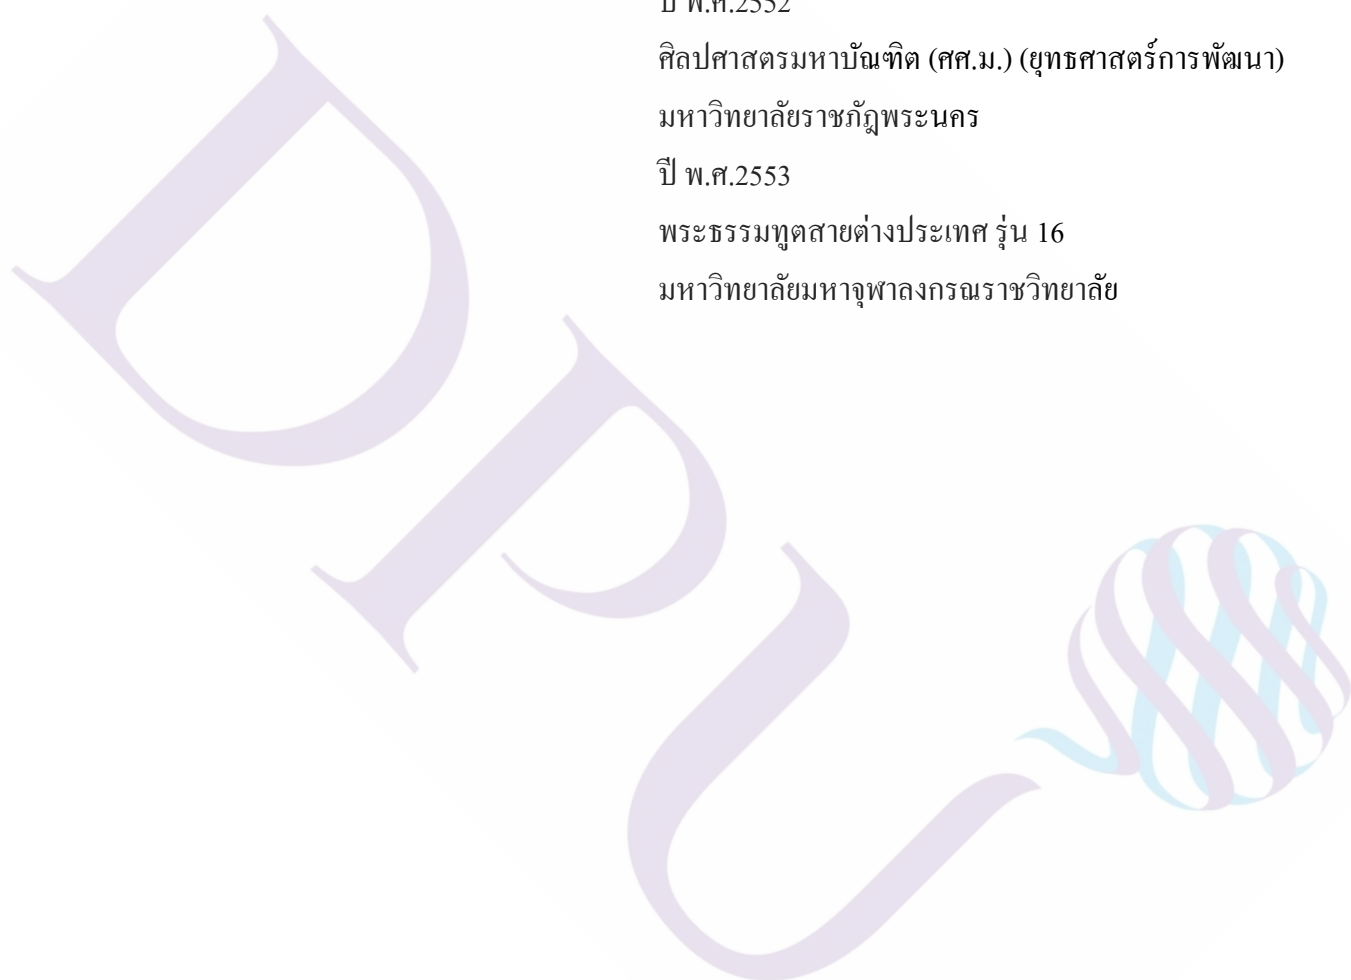 ปี พ.ศ.2552
ศิลปศาสตรมหาบัณฑิต (ศศ.ม.) (ยุทธศาสตร์การพัฒนา)
มหาวิทยาลัยราชภัฎพระนคร
ปี พ.ศ.2553
พระธรรมทูตสายต่างประเทศ รุ่น 16
มหาวิทยาลัยมหาจุฬาลงกรณราชวิทยาลัย
DPU